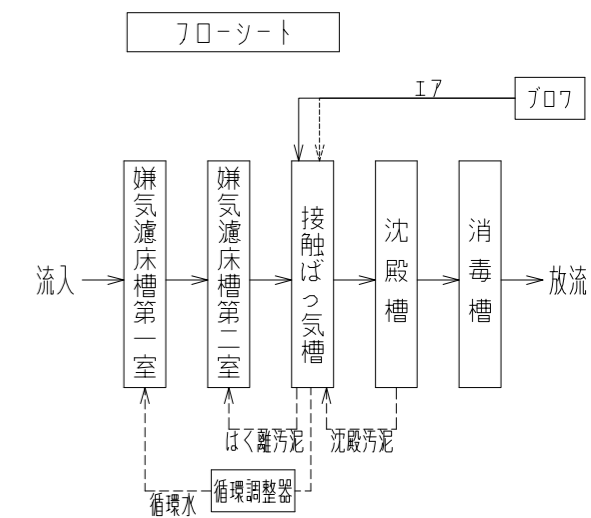 フローシート
エア
ブロワ
流入
嫌気濾床槽第一室
嫌気濾床槽第二室
接触ばっ気槽
沈殿槽
消毒槽
放流
はく離汚泥
沈殿汚泥
循環水
循環調整器